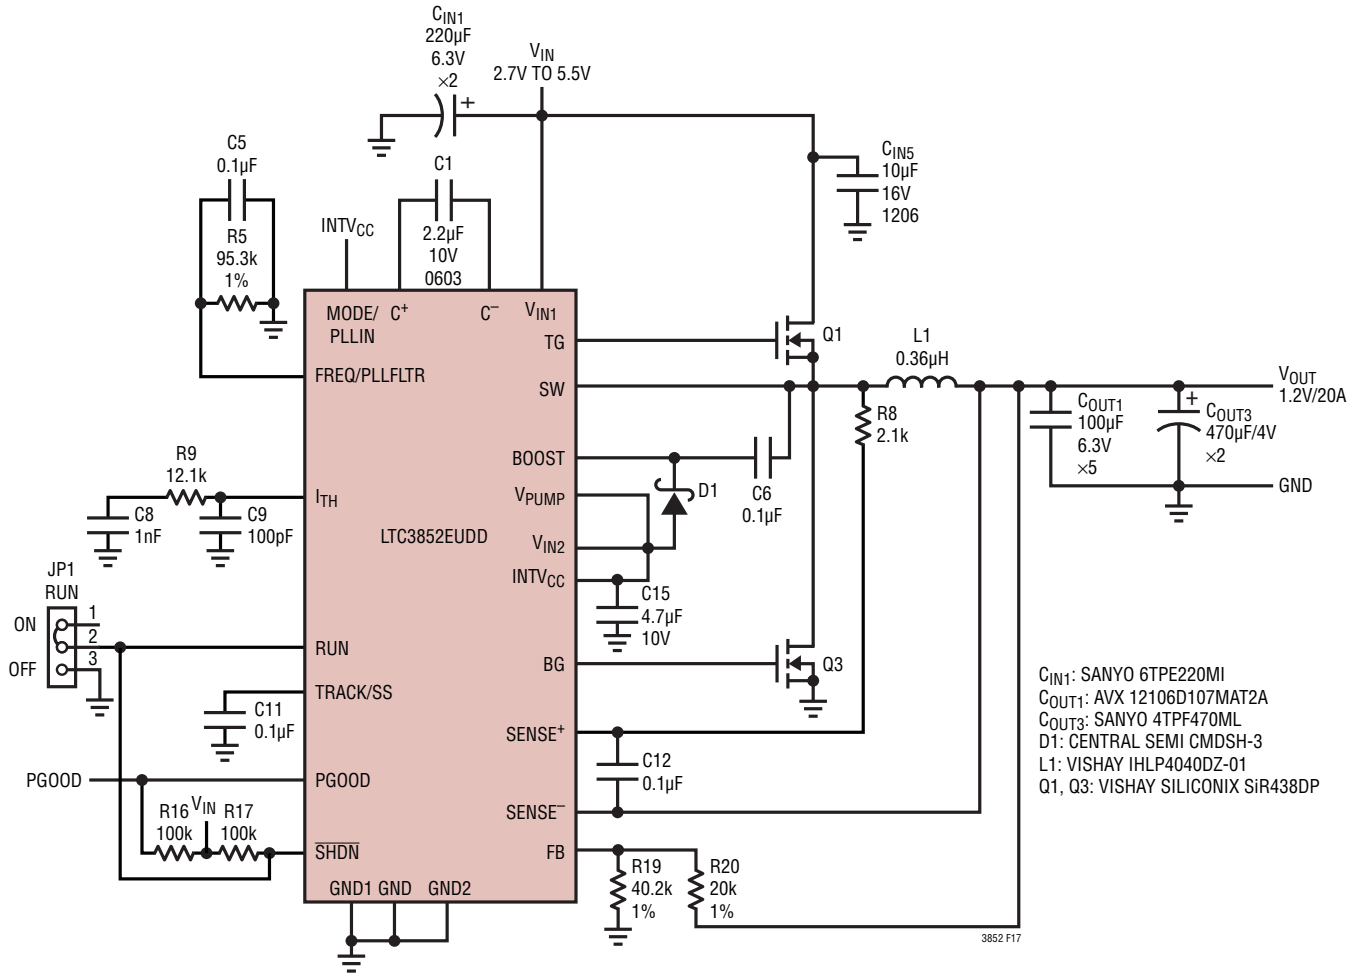 CIN1
220µF
6.3V
×2
+
VIN
2.7V TO 5.5V
C5
0.1µF
R5
95.3k
1%
INTVCC
C1
2.2µF
10V
0603
CIN5
10µF
16V
1206
MODE/
PLLIN
C+
C–
VIN1
TG
Q1
L1
0.36µH
FREQ/PLLFLTR
SW
VOUT
1.2V/20A
R8
2.1k
COUT1
100µF
6.3V
×5
+
COUT3
470µF/4V
×2
R9
12.1k
BOOST
C6
0.1µF
D1
VPUMP
GND
ITH
C8
1nF
C9
100pF
LTC3852EUDD
VIN2
INTVCC
C15
4.7µF
10V
JP1
RUN
ON
OFF
1
2
3
RUN
BG
Q3
TRACK/SS
C11
0.1µF
SENSE+
C12
0.1µF
SENSE–
PGOOD
PGOOD
R16
100k
VIN
R17
100k
SHDN
FB
R19
40.2k
1%
R20
20k
1%
GND1
GND
GND2
CIN1: SANYO 6TPE220MI
COUT1: AVX 12106D107MAT2A
COUT3: SANYO 4TPF470ML
D1: CENTRAL SEMI CMDSH-3
L1: VISHAY IHLP4040DZ-01
Q1, Q3: VISHAY SILICONIX SiR438DP
3852 F17